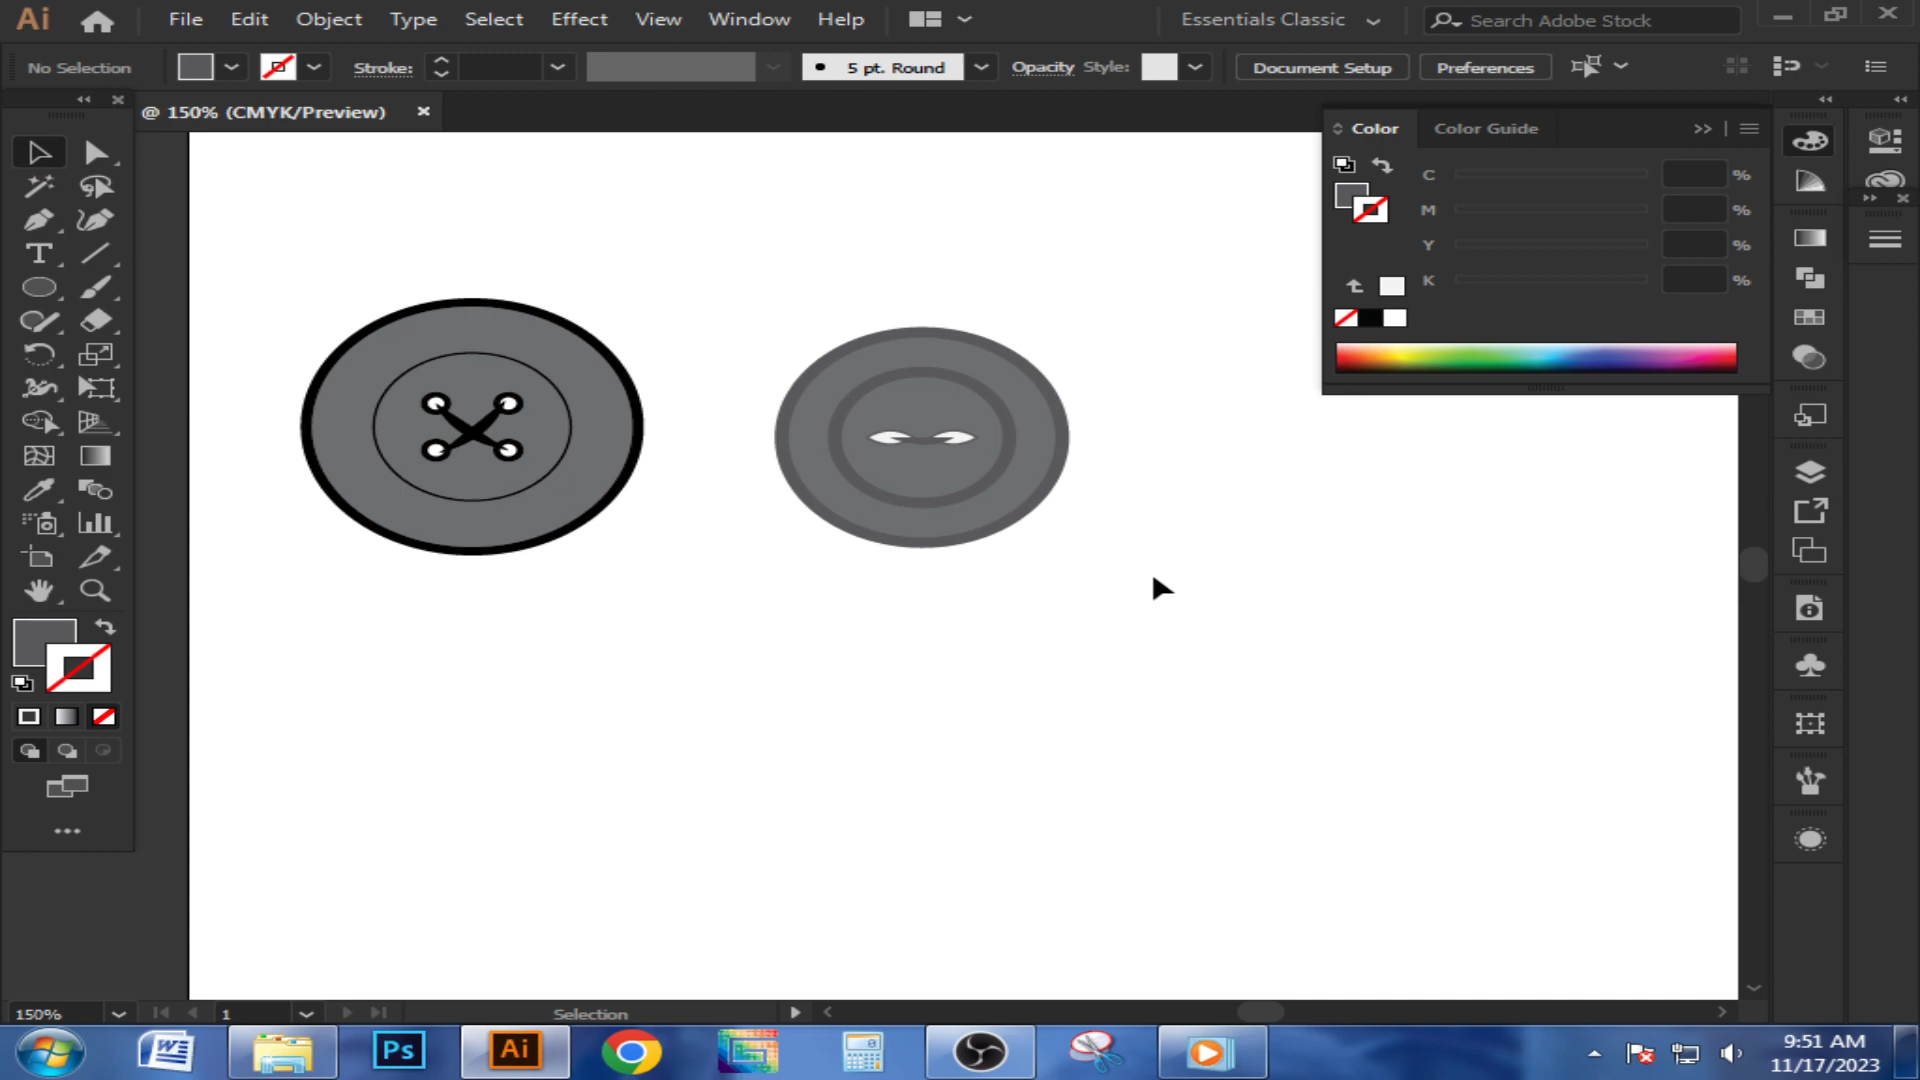 Ai File Edit Object Type Select Effect View Window Help Essentials Classic Search Adobe Stock
No Selection Stroke: 5 pt. Round Opacity Style: Document Setup Preferences
@ 150% (CMYK/Preview)
Color Color Guide
C %
M %
Y %
K %
T
150% 1 Selection
W Ps Ai
9:51 AM
11/17/2023